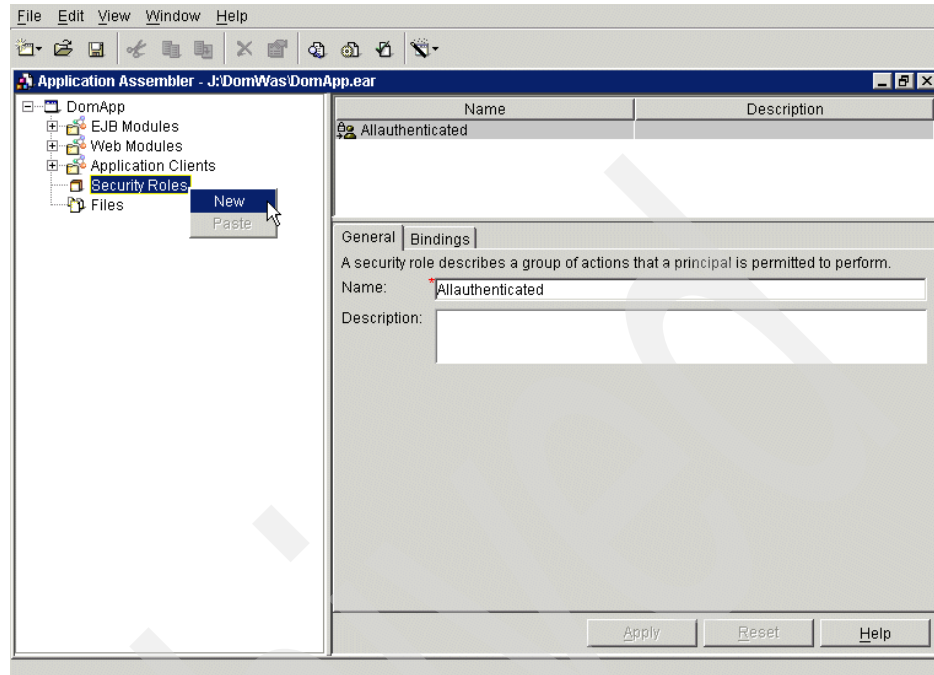 File Edit View Window Help
Application Assembler - J:\DomWas\DomApp.ear
DomApp
EJB Modules
Web Modules
Application Clients
Security Roles
Files
New
Paste
Name Description
Allauthenticated
General Bindings
A security role describes a group of actions that a principal is permitted to perform.
Name: *Allauthenticated
Description:
Apply Reset Help